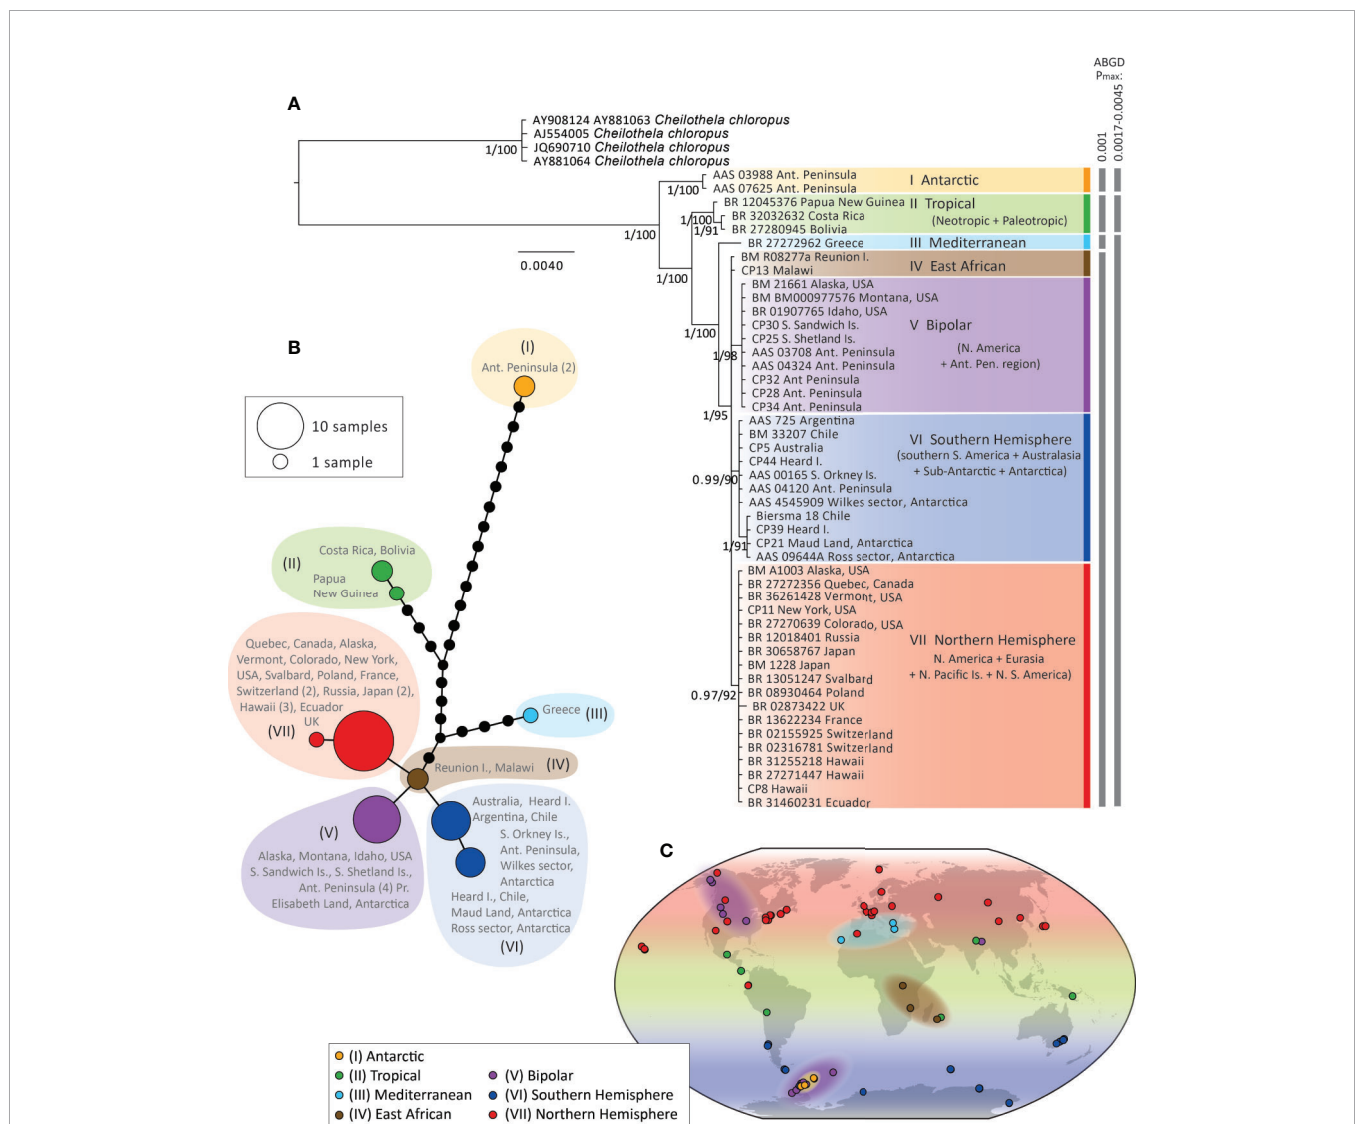 ABGD
Pmax:
0.001
0.0017-0.0045
A
AY908124 AY881063 Cheilothela chloropus
AJ554005 Cheilothela chloropus
JQ690710 Cheilothela chloropus
AY881064 Cheilothela chloropus
1/100
AAS 03988 Ant. Peninsula
AAS 07625 Ant. Peninsula
I Antarctic
1/100
BR 12045376 Papua New Guinea
BR 32032632 Costa Rica
BR 27280945 Bolivia
II Tropical
(Neotropic + Paleotropic)
1/100
1/91
1/100
BR 27272962 Greece
III Mediterranean
BM R08277a Reunion I.
CP13 Malawi
IV East African
0.0040
1/100
BM 21661 Alaska, USA
BM BM000977576 Montana, USA
BR 01907765 Idaho, USA
CP30 S. Sandwich Is.
CP25 S. Shetland Is.
AAS 03708 Ant. Peninsula
AAS 04324 Ant. Peninsula
CP32 Ant Peninsula
CP28 Ant. Peninsula
CP34 Ant. Peninsula
V Bipolar
(N. America
+ Ant. Pen. region)
1/100
1/98
1/95
AAS 725 Argentina
BM 33207 Chile
CP5 Australia
CP44 Heard I.
AAS 00165 S. Orkney Is.
AAS 04120 Ant. Peninsula
AAS 4545909 Wilkes sector, Antarctica
Biersma 18 Chile
CP39 Heard I.
CP21 Maud Land, Antarctica
AAS 09644A Ross sector, Antarctica
VI Southern Hemisphere
(southern S. America + Australasia
+ Sub-Antarctic + Antarctica)
0.99/90
1/91
BM A1003 Alaska, USA
BR 27272356 Quebec, Canada
BR 36261428 Vermont, USA
CP11 New York, USA
BR 27270639 Colorado, USA
BR 12018401 Russia
BR 30658767 Japan
BM 1228 Japan
BR 13051247 Svalbard
BR 08930464 Poland
BR 02873422 UK
BR 13622234 France
BR 02155925 Switzerland
BR 02316781 Switzerland
BR 31255218 Hawaii
BR 27271447 Hawaii
CP8 Hawaii
BR 31460231 Ecuador
VII Northern Hemisphere
N. America + Eurasia
+ N. Pacific Is. + N. S. America)
0.97/92
B
10 samples
1 sample
(I)
Ant. Peninsula (2)
(II)
Costa Rica, Bolivia
Papua
New Guinea
Quebec, Canada, Alaska,
Vermont, Colorado, New York,
USA, Svalbard, Poland, France,
Switzerland (2), Russia, Japan (2),
Hawaii (3), Ecuador
UK
(VII)
Greece
(III)
Reunion I., Malawi
(IV)
(V)
Alaska, Montana, Idaho, USA
S. Sandwich Is., S. Shetland Is.,
Ant. Peninsula (4) Pr.
Elisabeth Land, Antarctica
Australia, Heard I.
Argentina, Chile
S. Orkney Is.,
Ant. Peninsula,
Wilkes sector,
Antarctica
Heard I., Chile,
Maud Land, Antarctica
Ross sector, Antarctica
(VI)
C
(I) Antarctic
(II) Tropical
(III) Mediterranean
(IV) East African
(V) Bipolar
(VI) Southern Hemisphere
(VII) Northern Hemisphere